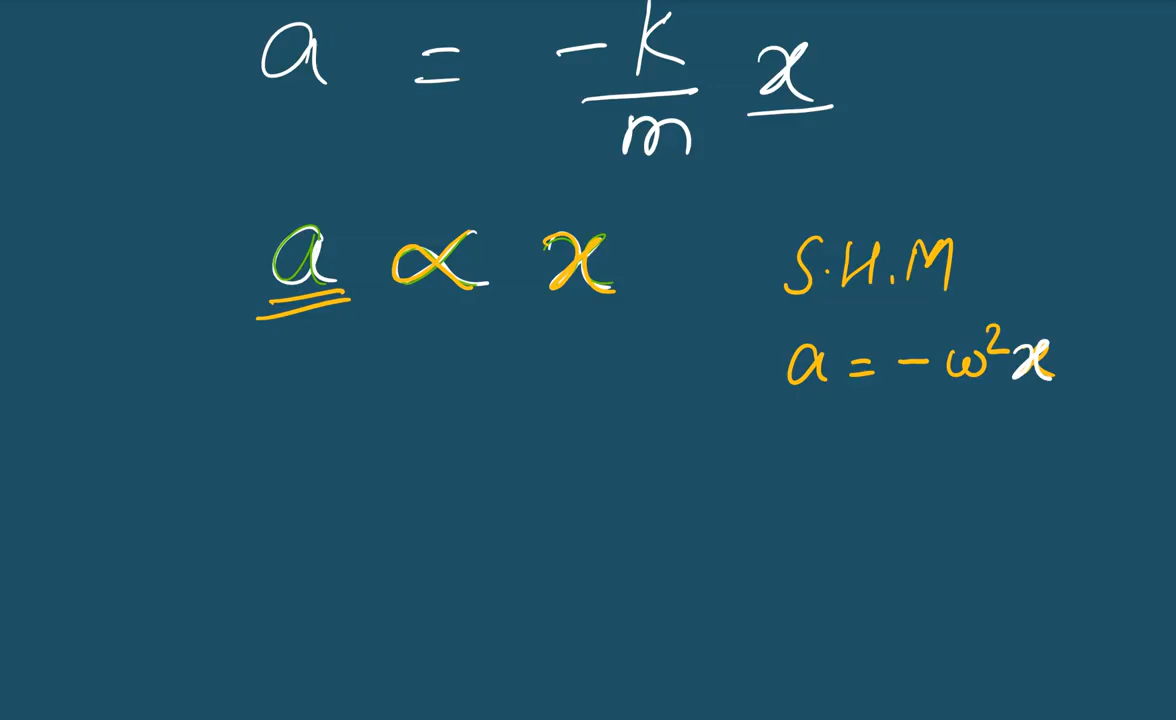 a = -k/m x
a ∝ x
S.H.M
a = - ω²x